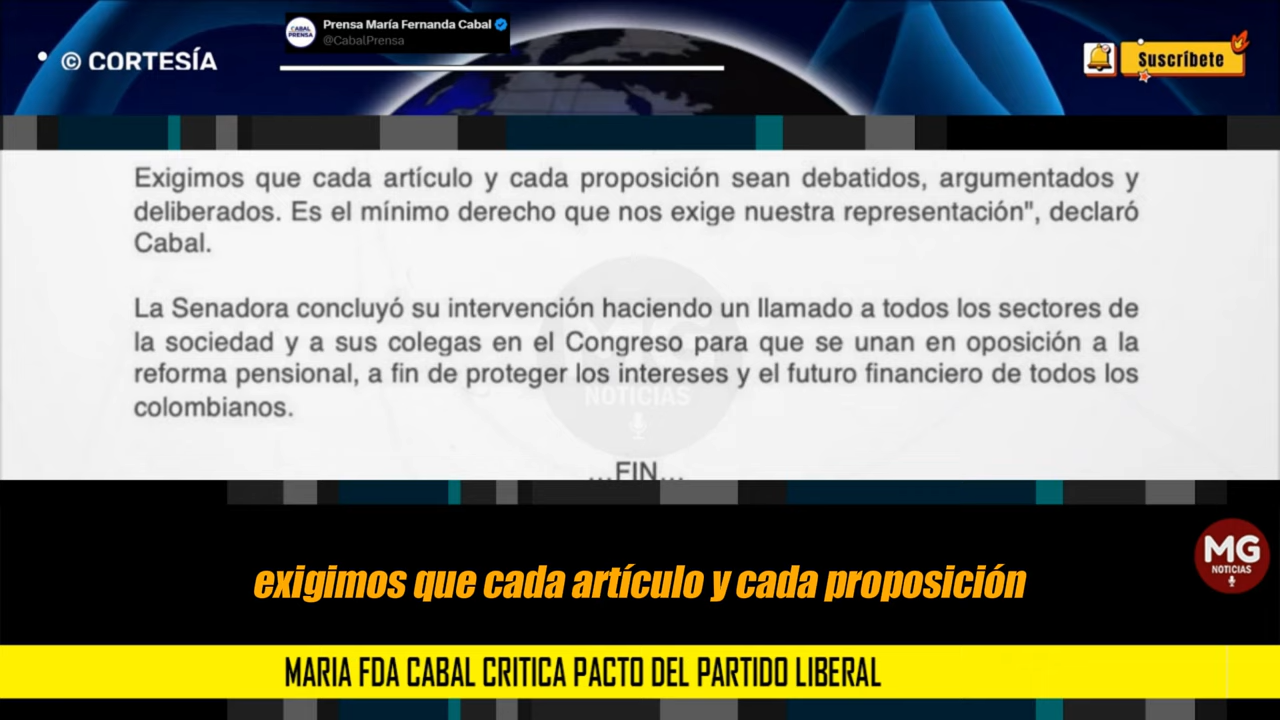 Prensa María Fernanda Cabal
CABAL
PRENSA
@CabalPrensa
© CORTESÍA
Suscríbete
Exigimos que cada artículo y cada proposición sean debatidos, argumentados y
deliberados. Es el mínimo derecho que nos exige nuestra representación", declaró
Cabal.
La Senadora concluyó su intervención haciendo un llamado a todos los sectores de
la sociedad y a sus colegas en el Congreso para que se unan en oposición a la
reforma pensional, a fin de proteger los intereses y el futuro financiero de todos los
colombianos.
MG
NOTICIAS
...FIN...
exigimos que cada artículo y cada proposición
MG
NOTICIAS
MARIA FDA CABAL CRITICA PACTO DEL PARTIDO LIBERAL